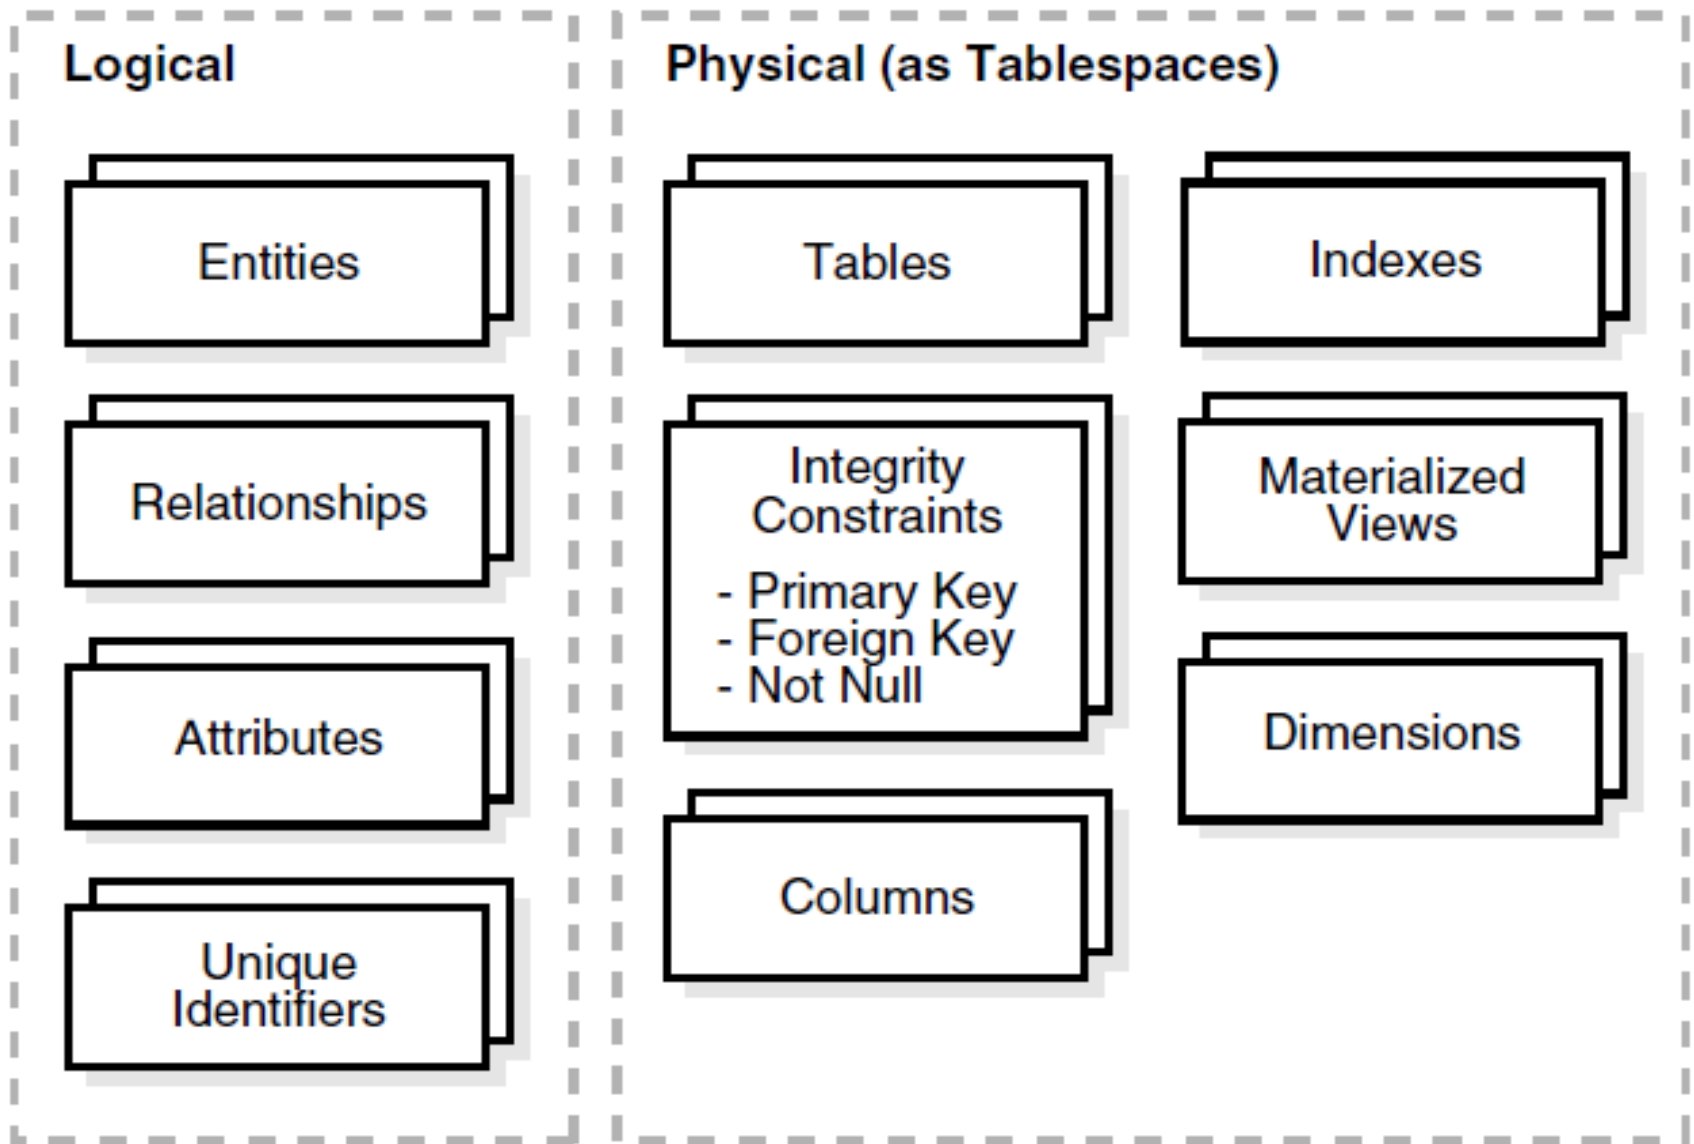 Logical
Entities
Relationships
Attributes
Unique
Identifiers
Physical (as Tablespaces)
Tables
Integrity
Constraints
- Primary Key
- Foreign Key
- Not Null
Columns
Indexes
Materialized
Views
Dimensions